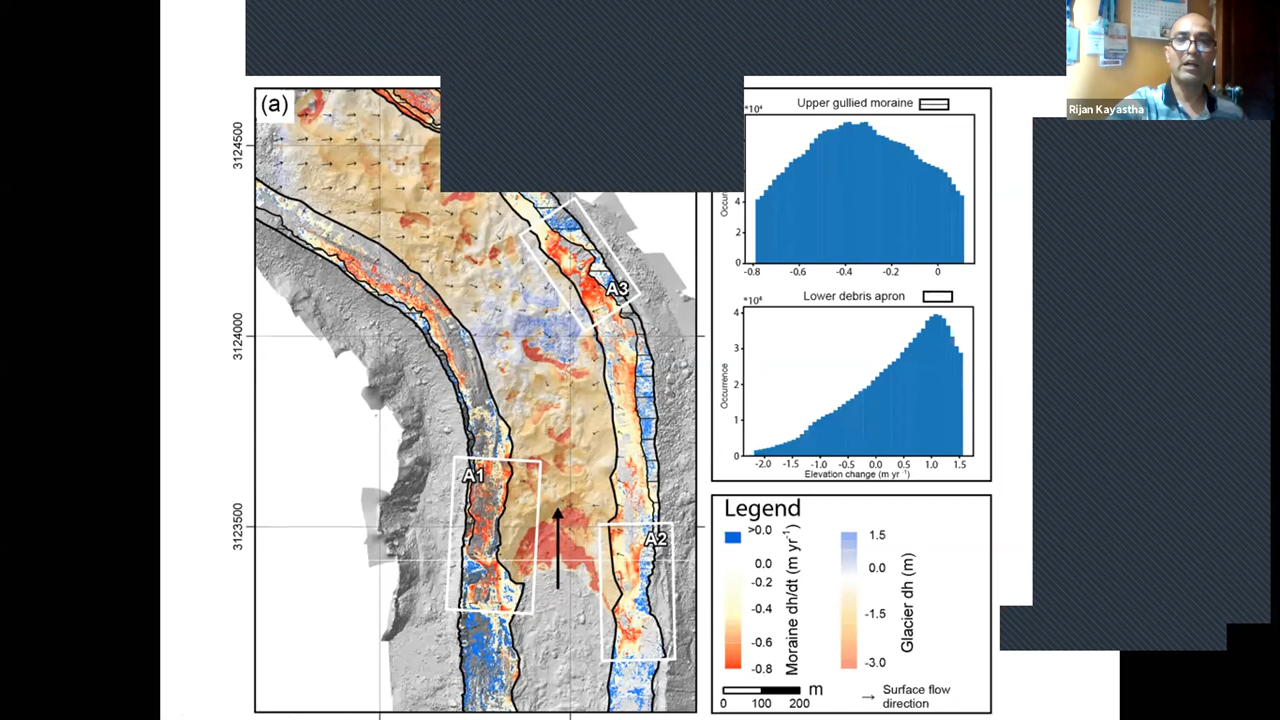 Rijan Kayastha
(a)
3124500
3124000
3123500
A1
A2
A3
Upper gullied moraine
*10⁴
4
2
0
-0.8 -0.6 -0.4 -0.2 0
Lower debris apron
*10⁴
Occurrence
4
3
2
1
0
-2.0 -1.5 -1.0 -0.5 0.0 0.5 1.0 1.5
Elevation change (m yr⁻¹)
Legend
>0.0
0.0
-0.2
-0.4
-0.6
-0.8
Moraine dh/dt (m yr⁻¹)
1.5
0.0
-1.5
-3.0
Glacier dh (m)
0 100 200 m
Surface flow
direction